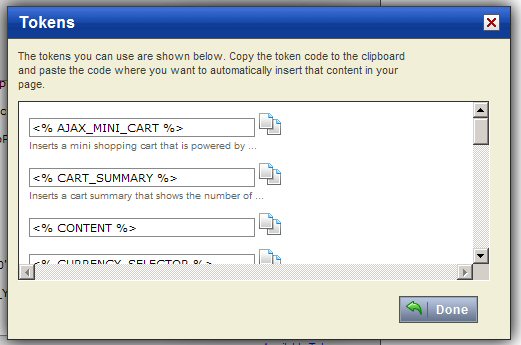 Tokens
The tokens you can use are shown below. Copy the token code to the clipboard
and paste the code where you want to automatically insert that content in your
page.
<% AJAX_MINI_CART %>
Inserts a mini shopping cart that is powered by ...
<% CART_SUMMARY %>
Inserts a cart summary that shows the number of ...
<% CONTENT %>
<% CURRENCY_SELECTOR %>
Done